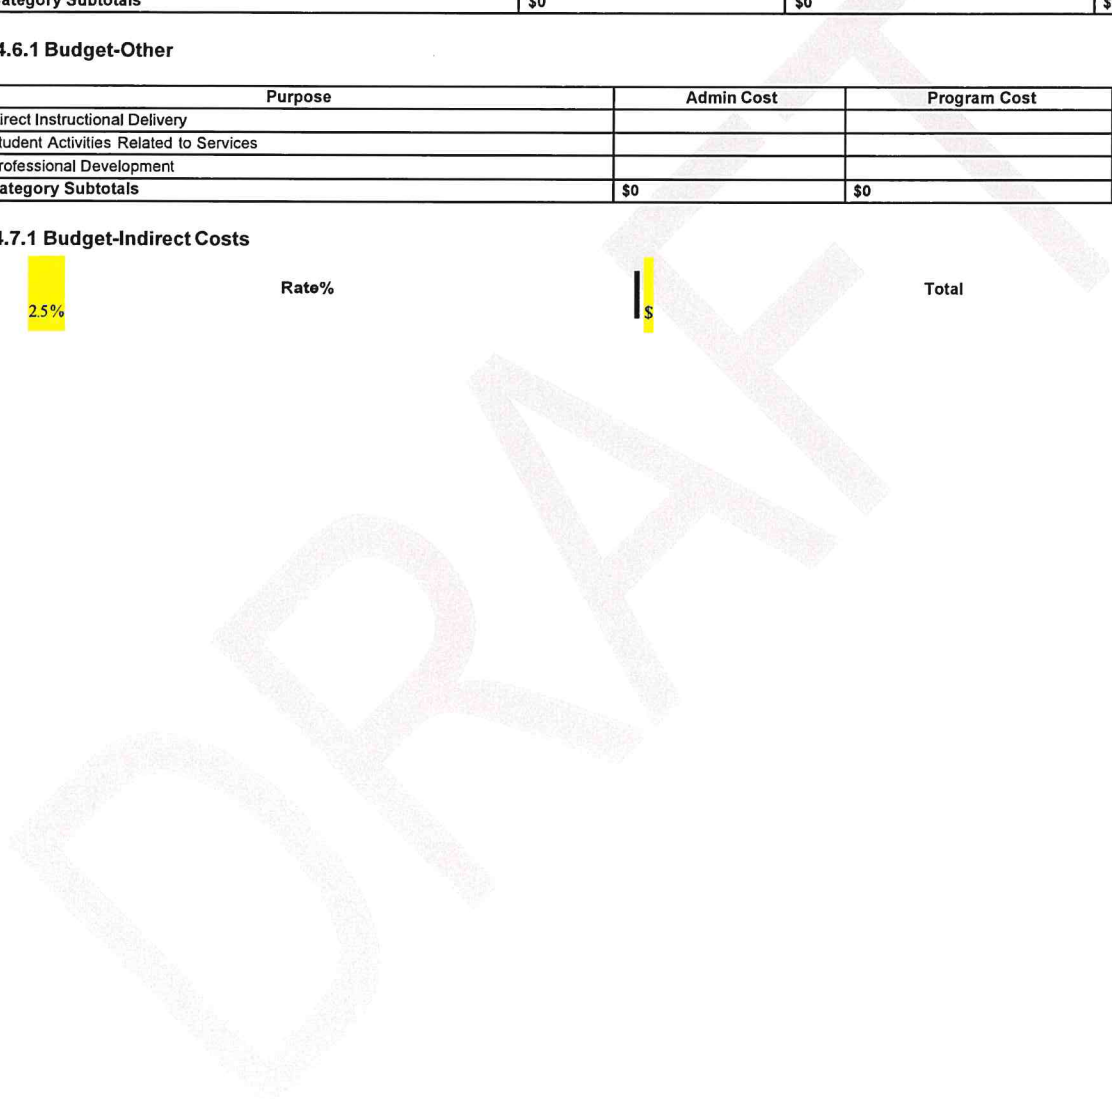 ategory Subtotals $0 $0 $
4.6.1 Budget-Other
Purpose Admin Cost Program Cost
irect Instructional Delivery
tudent Activities Related to Services
rofessional Development
ategory Subtotals $0 $0
4.7.1 Budget-Indirect Costs
Rate% Total
2.5% $
DRAFT